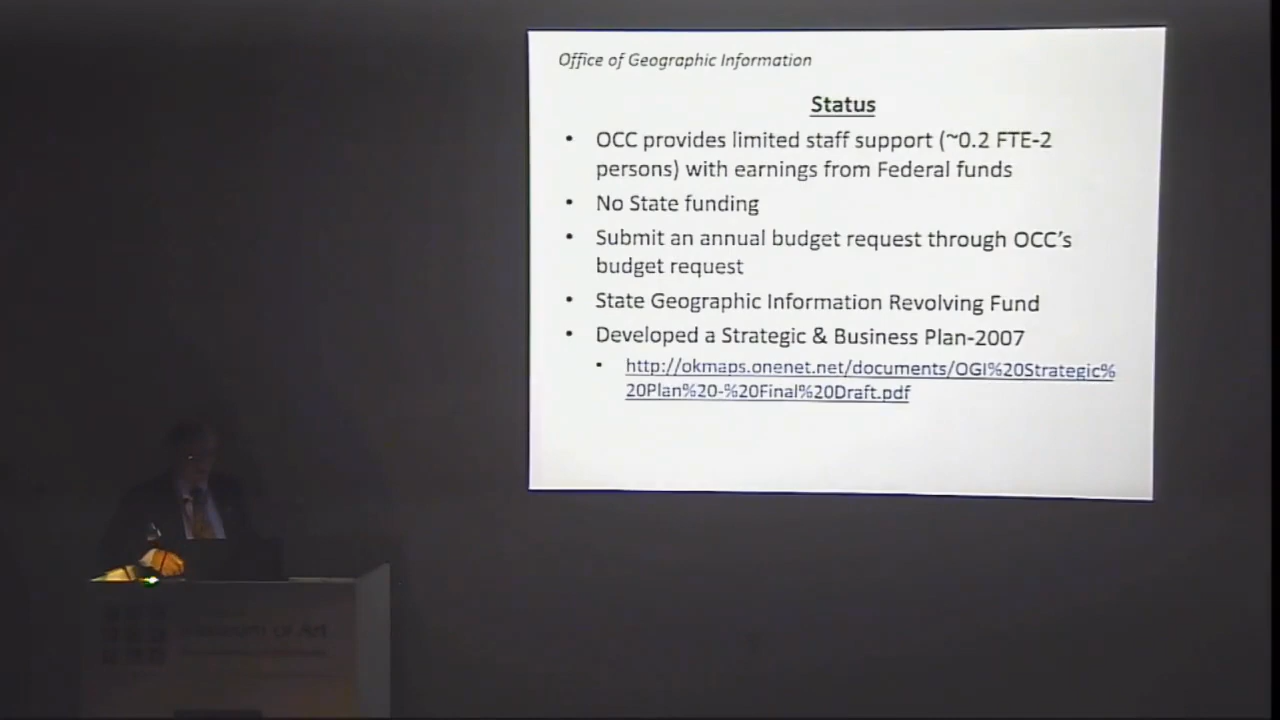 Office of Geographic Information
Status
• OCC provides limited staff support (~0.2 FTE-2
persons) with earnings from Federal funds
• No State funding
• Submit an annual budget request through OCC's
budget request
• State Geographic Information Revolving Fund
• Developed a Strategic & Business Plan-2007
• http://okmaps.onenet.net/documents/OGI%20Strategic%
20Plan%20-%20Final%20Draft.pdf